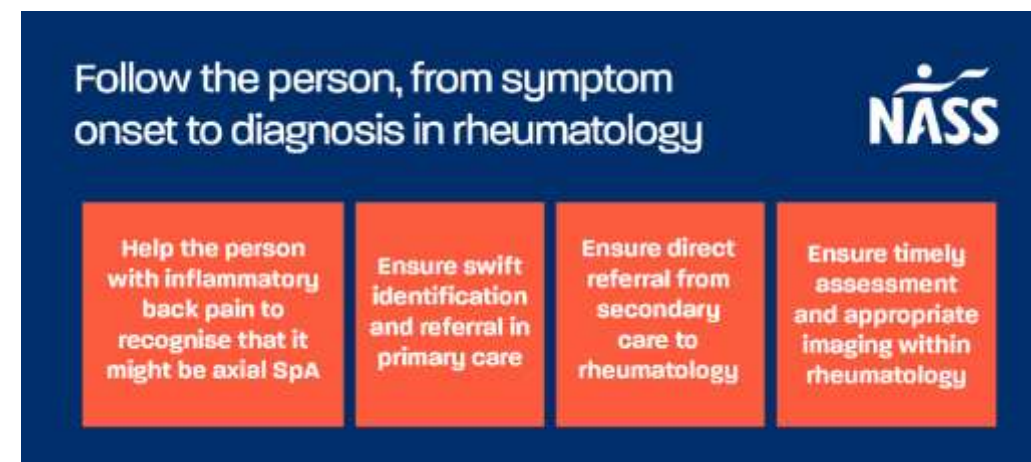 Follow the person, from symptom
onset to diagnosis in rheumatology
NASS
Help the person
with inflammatory
back pain to
recognise that it
might be axial SpA
Ensure swift
identification
and referral in
primary care
Ensure direct
referral from
secondary
care to
rheumatology
Ensure timely
assessment
and appropriate
imaging within
rheumatology